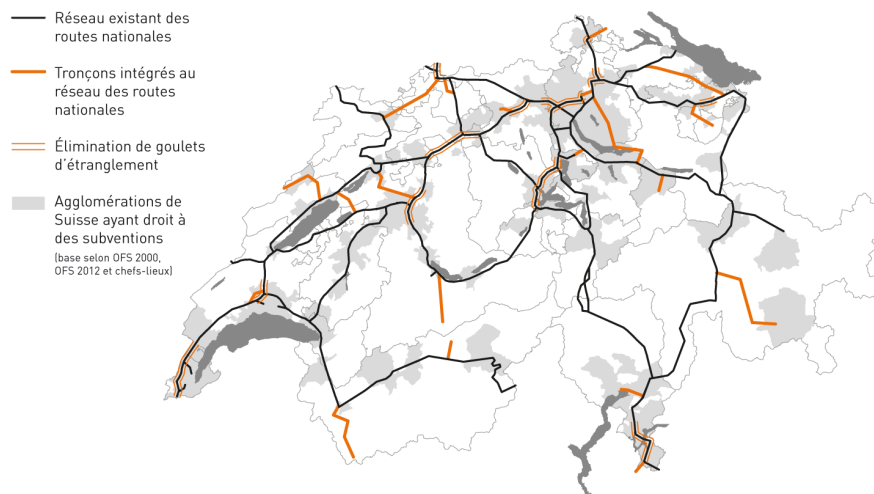 Réseau existant des
routes nationales
Tronçons intégrés au
réseau des routes
nationales
Élimination de goulets
d'étranglement
Agglomérations de
Suisse ayant droit à
des subventions
(base selon OFS 2000,
OFS 2012 et chefs-lieux)